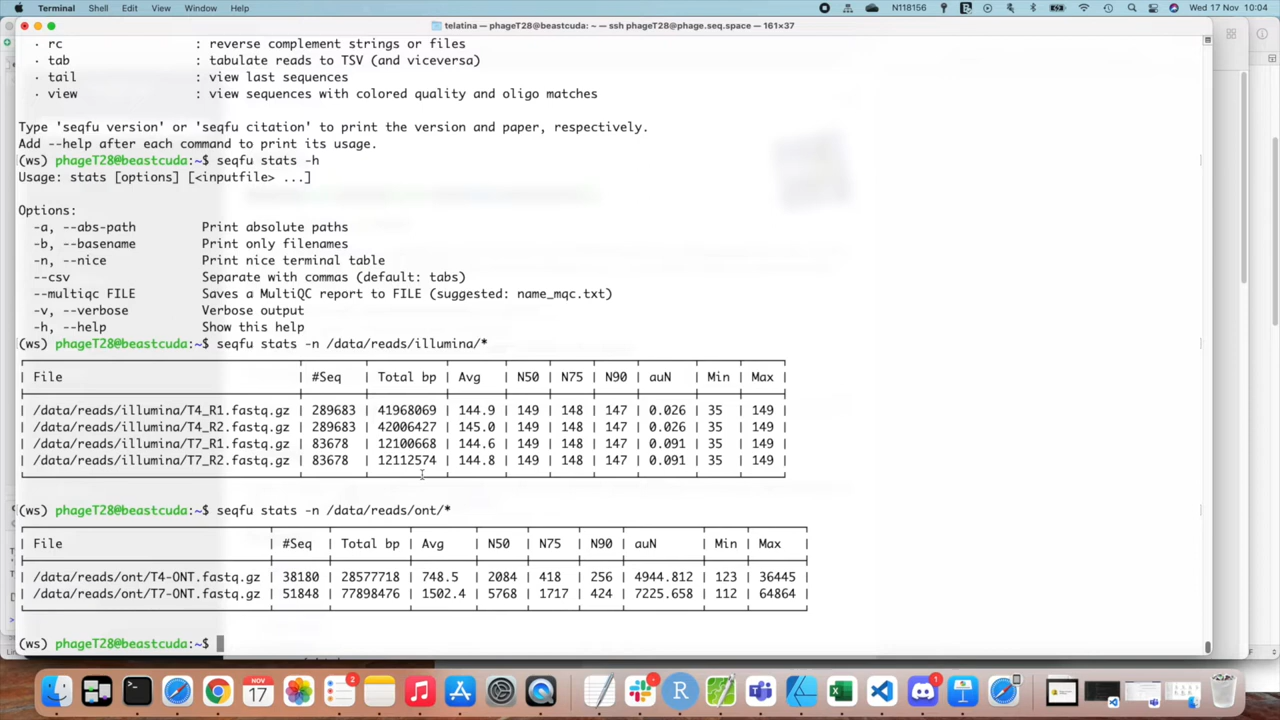 Terminal Shell Edit View Window Help N118156 Wed 17 Nov 10:04
telatina — phageT28@beastcuda: ~ — ssh phageT28@phage.seq.space — 161×37
· rc : reverse complement strings or files
· tab : tabulate reads to TSV (and viceversa)
· tail : view last sequences
· view : view sequences with colored quality and oligo matches
Type 'seqfu version' or 'seqfu citation' to print the version and paper, respectively.
Add --help after each command to print its usage.
(ws) phageT28@beastcuda:~$ seqfu stats -h
Usage: stats [options] [<inputfile> ...]
Options:
-a, --abs-path Print absolute paths
-b, --basename Print only filenames
-n, --nice Print nice terminal table
--csv Separate with commas (default: tabs)
--multiqc FILE Saves a MultiQC report to FILE (suggested: name_mqc.txt)
-v, --verbose Verbose output
-h, --help Show this help
(ws) phageT28@beastcuda:~$ seqfu stats -n /data/reads/illumina/*
| File | #Seq | Total bp | Avg | N50 | N75 | N90 | auN | Min | Max |
| /data/reads/illumina/T4_R1.fastq.gz | 289683 | 41968069 | 144.9 | 149 | 148 | 147 | 0.026 | 35 | 149 |
| /data/reads/illumina/T4_R2.fastq.gz | 289683 | 42006427 | 145.0 | 149 | 148 | 147 | 0.026 | 35 | 149 |
| /data/reads/illumina/T7_R1.fastq.gz | 83678 | 12100668 | 144.6 | 149 | 148 | 147 | 0.091 | 35 | 149 |
| /data/reads/illumina/T7_R2.fastq.gz | 83678 | 12112574 | 144.8 | 149 | 148 | 147 | 0.091 | 35 | 149 |
(ws) phageT28@beastcuda:~$ seqfu stats -n /data/reads/ont/*
| File | #Seq | Total bp | Avg | N50 | N75 | N90 | auN | Min | Max |
| /data/reads/ont/T4-ONT.fastq.gz | 38180 | 28577718 | 748.5 | 2084 | 418 | 256 | 4944.812 | 123 | 36445 |
| /data/reads/ont/T7-ONT.fastq.gz | 51848 | 77898476 | 1502.4 | 5768 | 1717 | 424 | 7225.658 | 112 | 64864 |
(ws) phageT28@beastcuda:~$
NOV
17
2
1